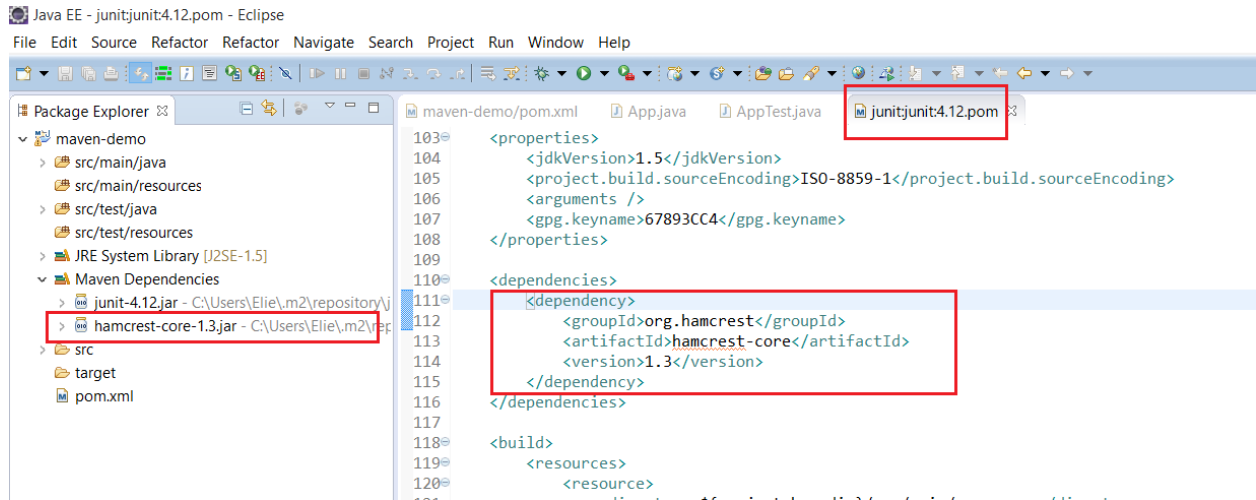 Java EE - junit:junit:4.12.pom - Eclipse
File Edit Source Refactor Refactor Navigate Search Project Run Window Help
Package Explorer
maven-demo
src/main/java
src/main/resources
src/test/java
src/test/resources
JRE System Library [J2SE-1.5]
Maven Dependencies
junit-4.12.jar - C:\Users\Elie\.m2\repository\j
hamcrest-core-1.3.jar - C:\Users\Elie\.m2\rep
src
target
pom.xml
maven-demo/pom.xml App.java AppTest.java junit:junit:4.12.pom
103 <properties>
104 <jdkVersion>1.5</jdkVersion>
105 <project.build.sourceEncoding>ISO-8859-1</project.build.sourceEncoding>
106 <arguments />
107 <gpg.keyname>67893CC4</gpg.keyname>
108 </properties>
109
110 <dependencies>
111 <dependency>
112 <groupId>org.hamcrest</groupId>
113 <artifactId>hamcrest-core</artifactId>
114 <version>1.3</version>
115 </dependency>
116 </dependencies>
117
118 <build>
119 <resources>
120 <resource>